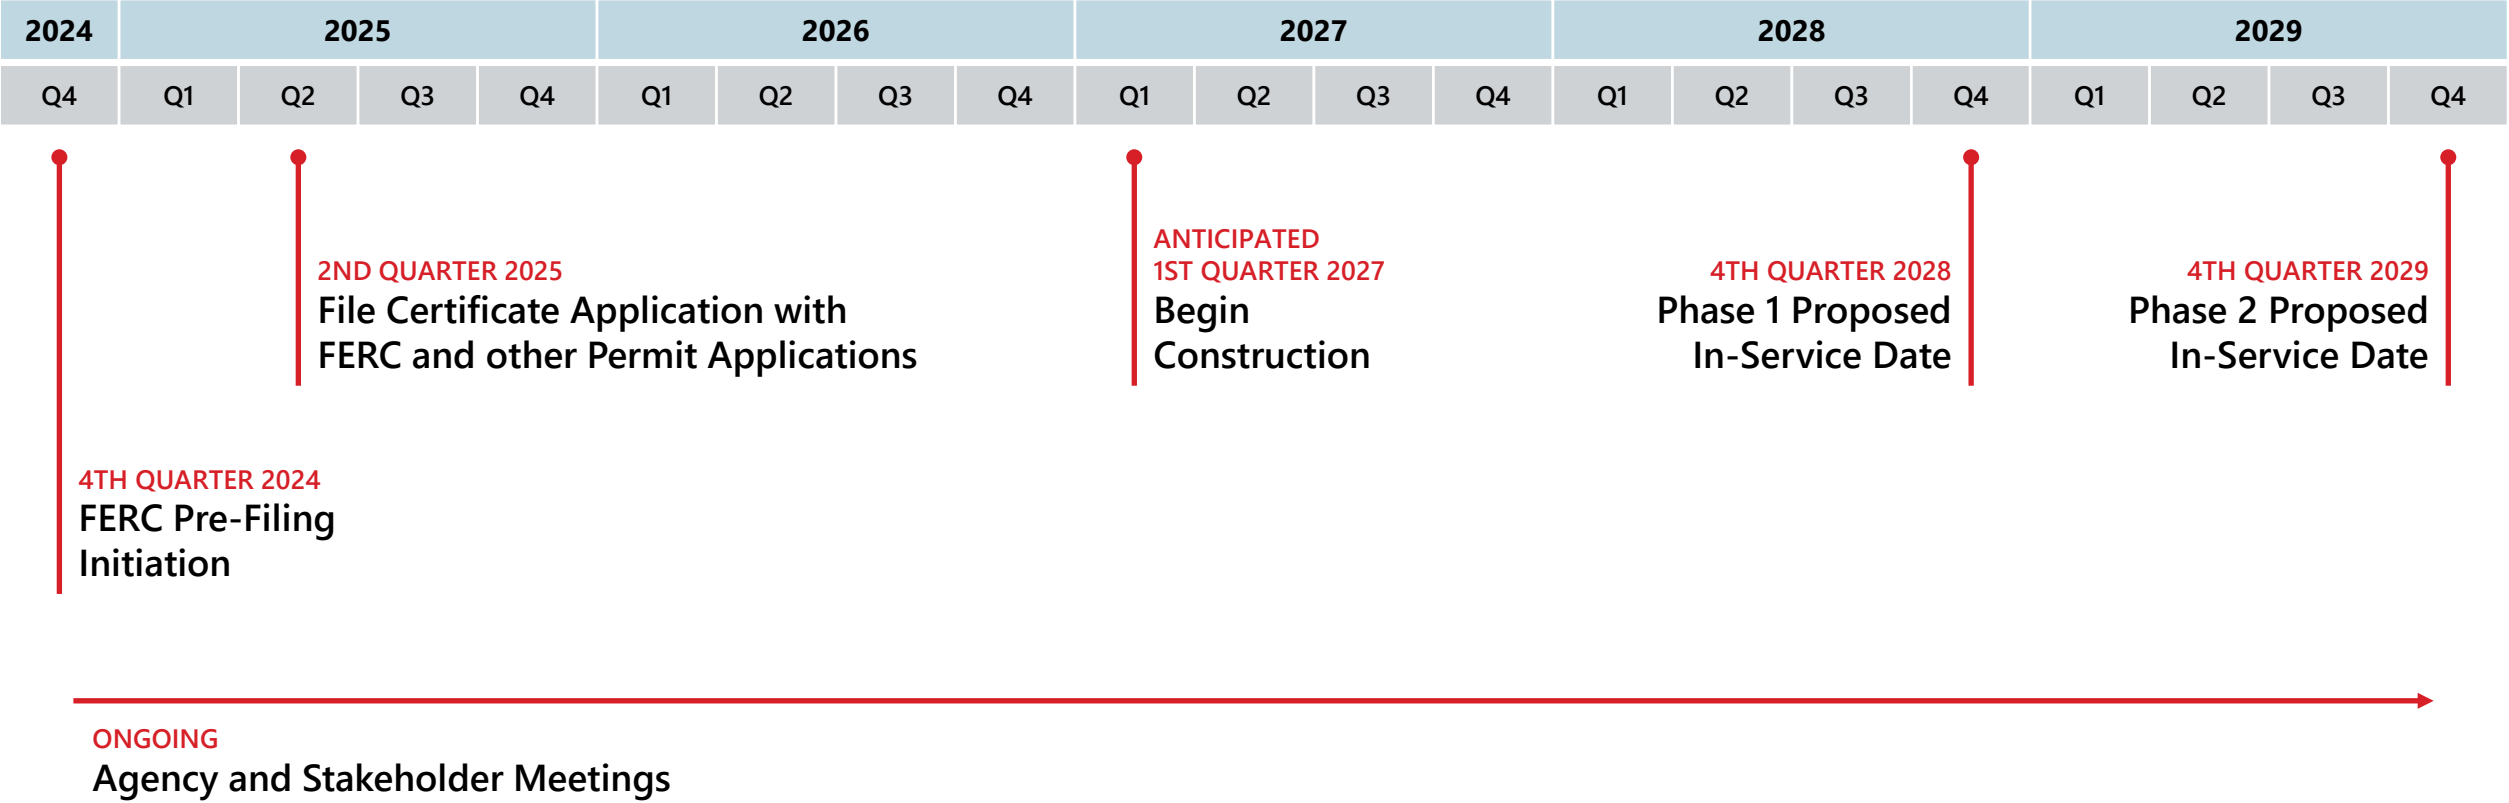 2024 2025 2026 2027 2028 2029
Q4 Q1 Q2 Q3 Q4 Q1 Q2 Q3 Q4 Q1 Q2 Q3 Q4 Q1 Q2 Q3 Q4 Q1 Q2 Q3 Q4
2ND QUARTER 2025
File Certificate Application with
FERC and other Permit Applications
ANTICIPATED
1ST QUARTER 2027
Begin
Construction
4TH QUARTER 2028
Phase 1 Proposed
In-Service Date
4TH QUARTER 2029
Phase 2 Proposed
In-Service Date
4TH QUARTER 2024
FERC Pre-Filing
Initiation
ONGOING
Agency and Stakeholder Meetings